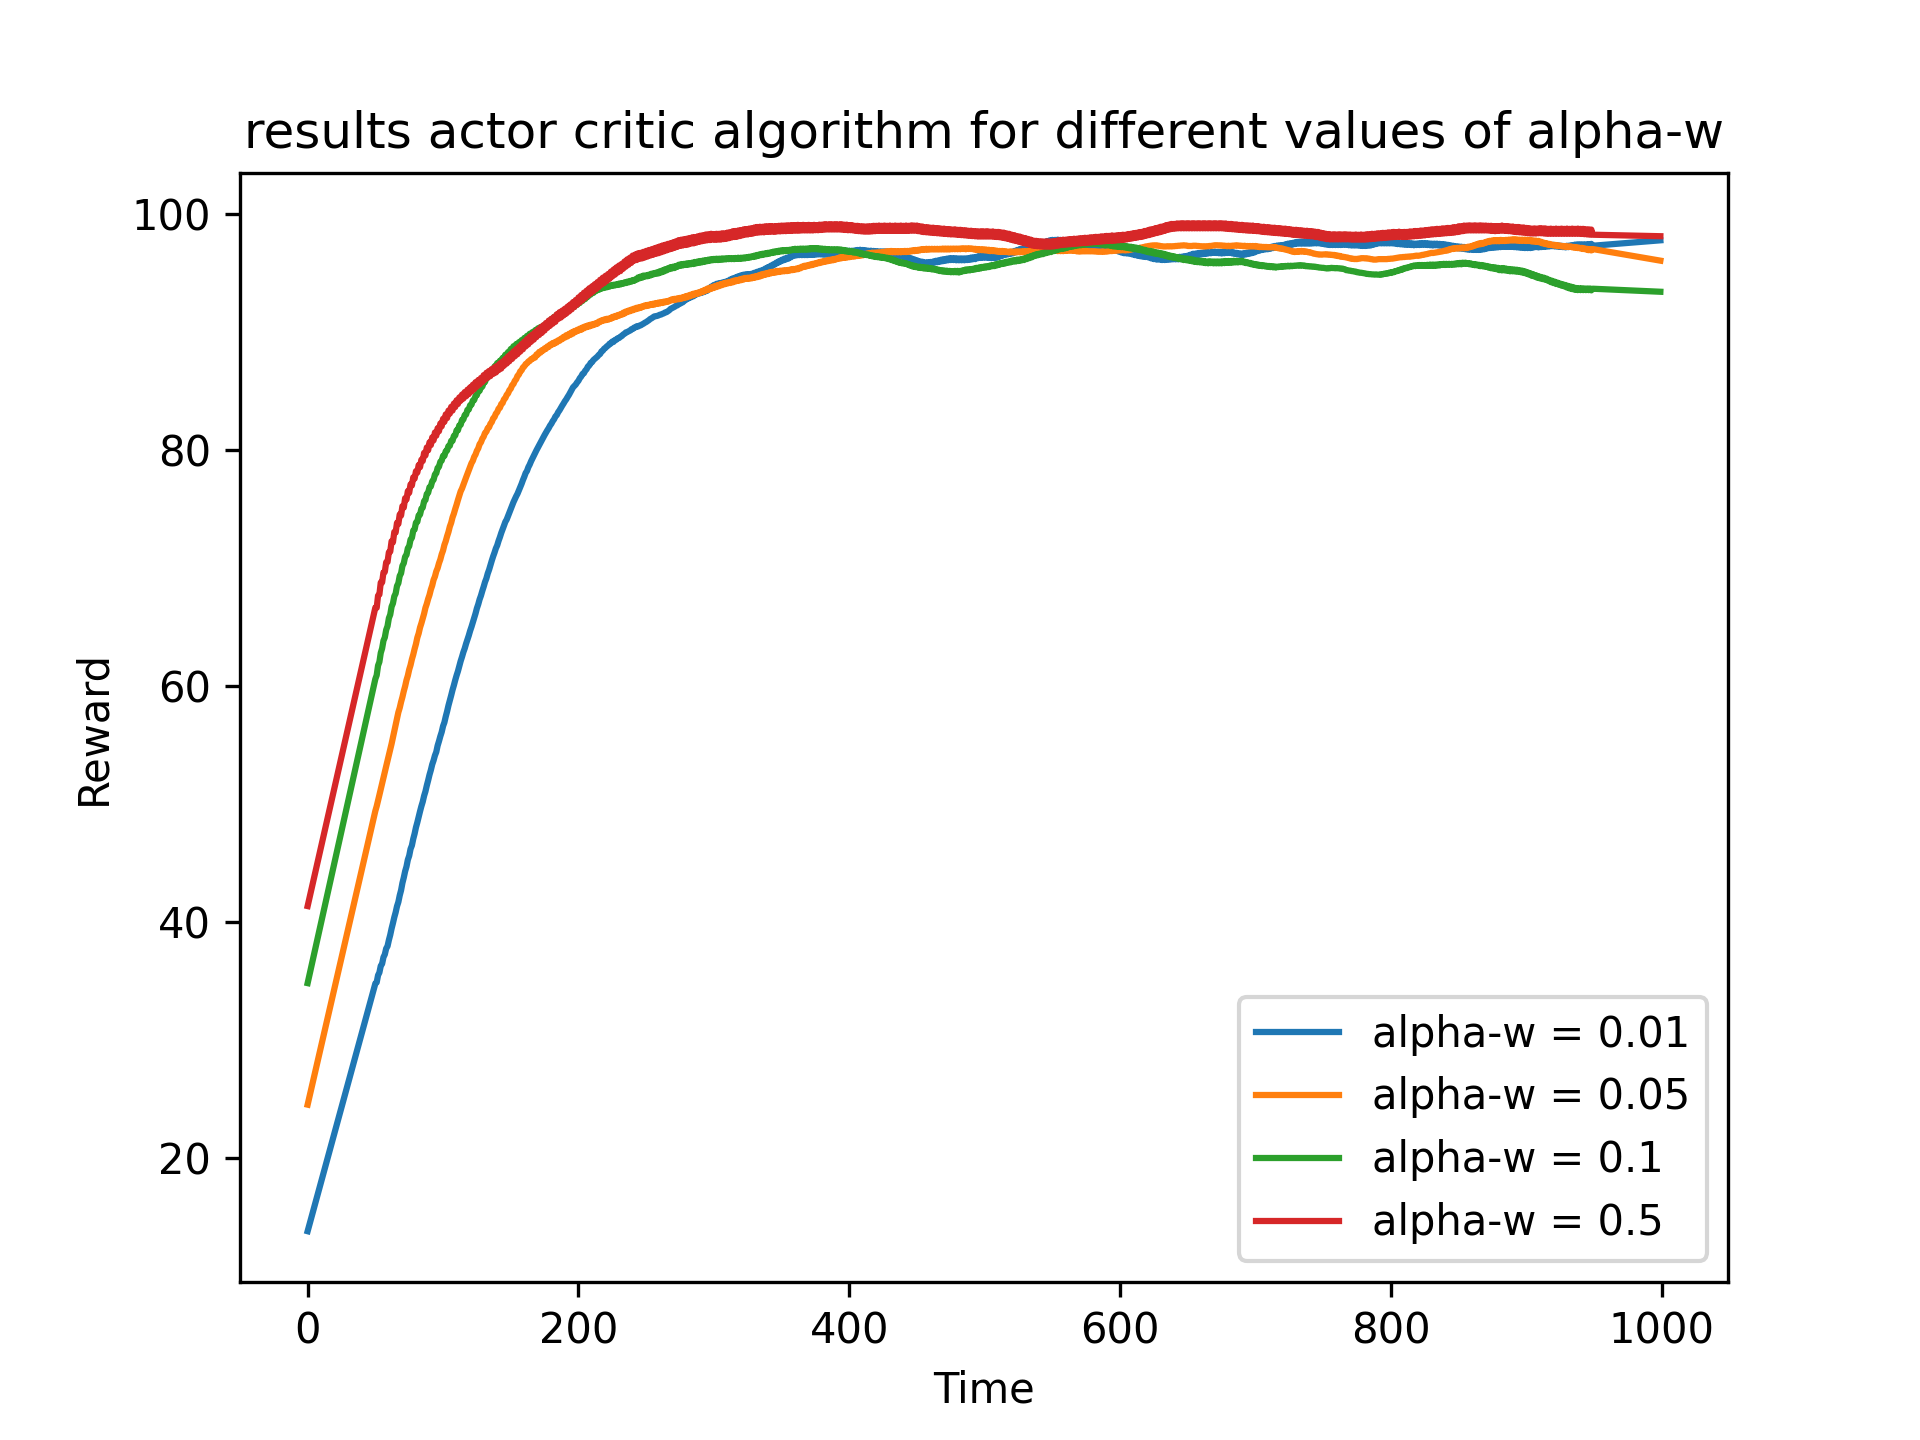 results actor critic algorithm for different values of alpha-w
100
80
60
40
20
Reward
0 200 400 600 800 1000
Time
alpha-w = 0.01
alpha-w = 0.05
alpha-w = 0.1
alpha-w = 0.5